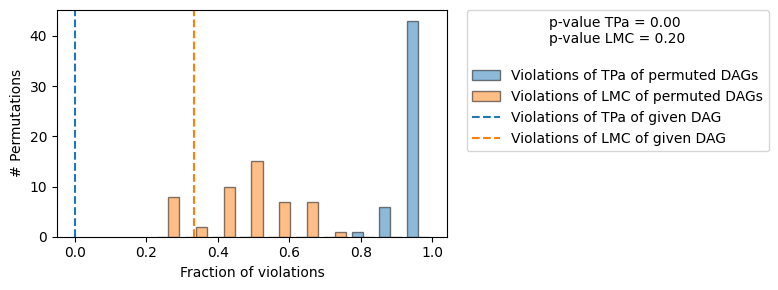 p-value TPa = 0.00
p-value LMC = 0.20
Violations of TPa of permuted DAGs
Violations of LMC of permuted DAGs
Violations of TPa of given DAG
Violations of LMC of given DAG
# Permutations
40
30
20
10
0
0.0 0.2 0.4 0.6 0.8 1.0
Fraction of violations